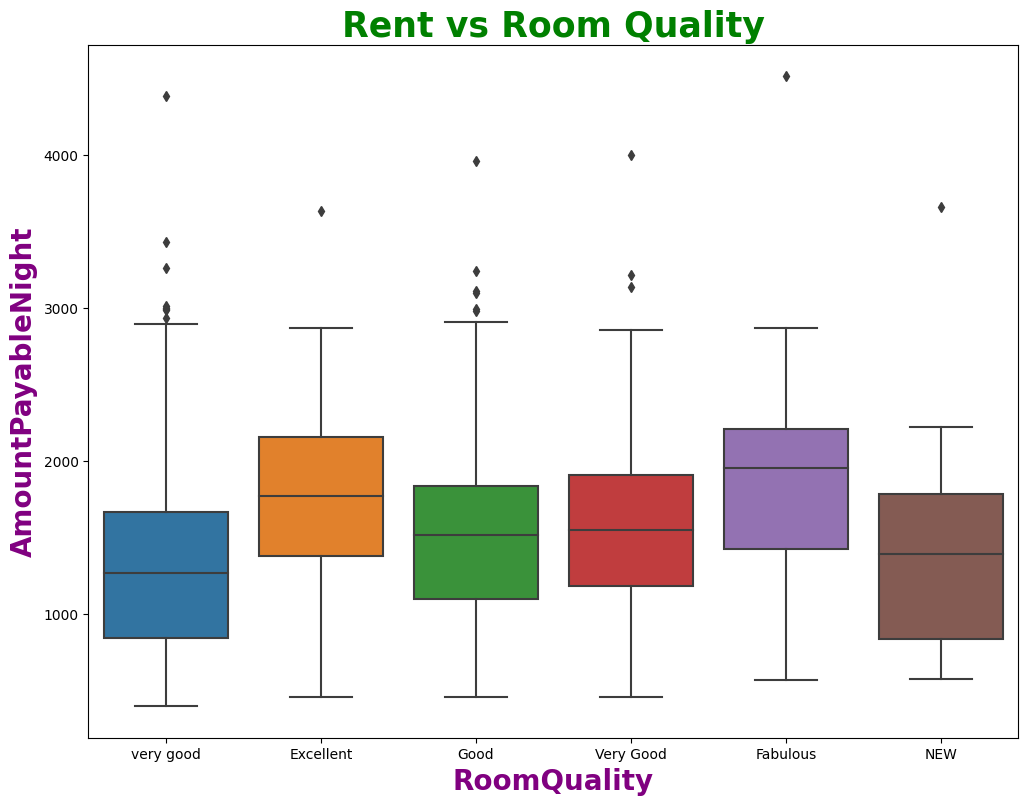 Rent vs Room Quality
AmountPayableNight
4000
3000
2000
1000
very good Excellent Good Very Good Fabulous NEW
RoomQuality